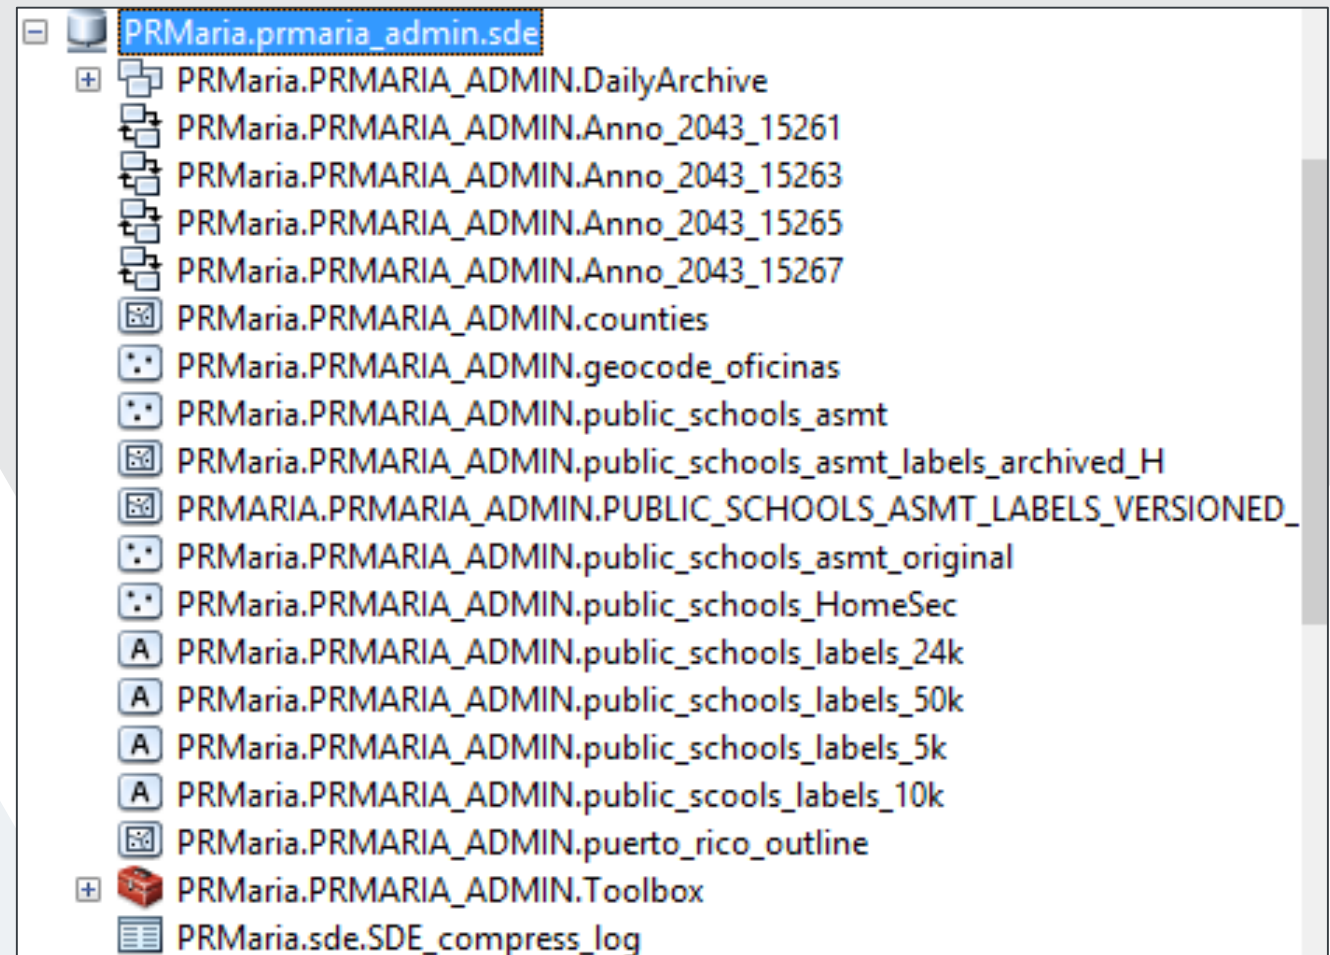 PRMaria.prmaria_admin.sde
PRMaria.PRMARIA_ADMIN.DailyArchive
PRMaria.PRMARIA_ADMIN.Anno_2043_15261
PRMaria.PRMARIA_ADMIN.Anno_2043_15263
PRMaria.PRMARIA_ADMIN.Anno_2043_15265
PRMaria.PRMARIA_ADMIN.Anno_2043_15267
PRMaria.PRMARIA_ADMIN.counties
PRMaria.PRMARIA_ADMIN.geocode_oficinas
PRMaria.PRMARIA_ADMIN.public_schools_asmt
PRMaria.PRMARIA_ADMIN.public_schools_asmt_labels_archived_H
PRMARIA.PRMARIA_ADMIN.PUBLIC_SCHOOLS_ASMT_LABELS_VERSIONED_
PRMaria.PRMARIA_ADMIN.public_schools_asmt_original
PRMaria.PRMARIA_ADMIN.public_schools_HomeSec
A PRMaria.PRMARIA_ADMIN.public_schools_labels_24k
A PRMaria.PRMARIA_ADMIN.public_schools_labels_50k
A PRMaria.PRMARIA_ADMIN.public_schools_labels_5k
A PRMaria.PRMARIA_ADMIN.public_scools_labels_10k
PRMaria.PRMARIA_ADMIN.puerto_rico_outline
PRMaria.PRMARIA_ADMIN.Toolbox
PRMaria.sde.SDE_compress_log